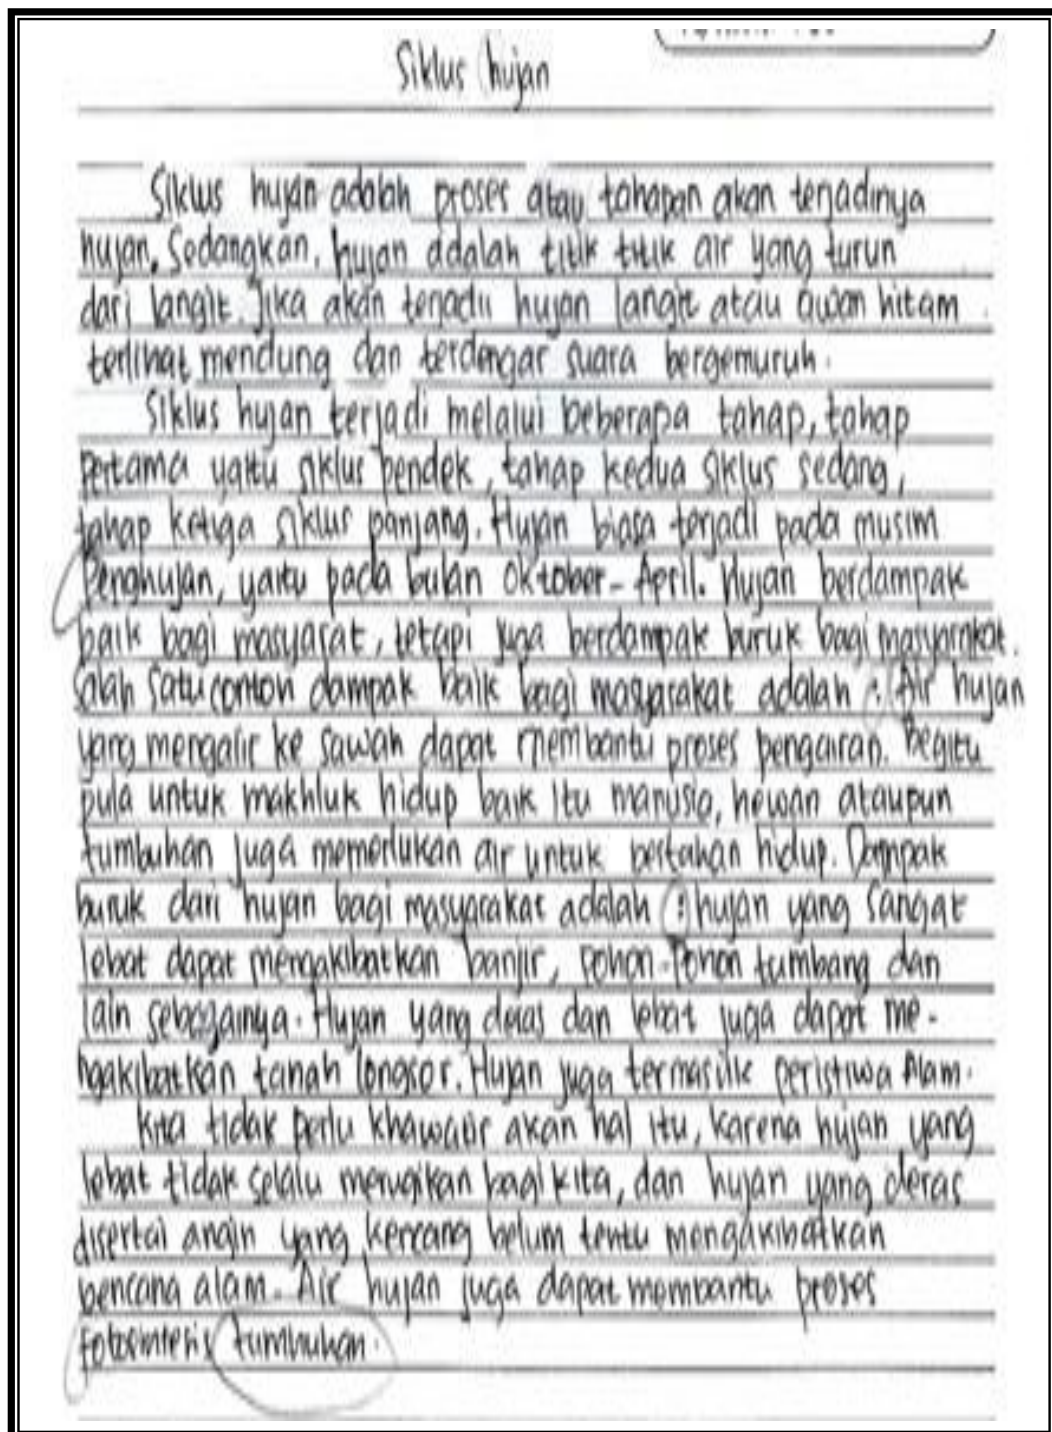 Siklus hujan
Siklus hujan adalah proses atau tahapan akan terjadinya
hujan. Sedangkan, hujan adalah titik titik air yang turun
dari langit. Jika akan terjadi hujan langit atau awan hitam
terlihat mendung dan terdengar suara bergemuruh.
Siklus hujan terjadi melalui beberapa tahap, tahap
pertama yaitu siklus pendek, tahap kedua siklus sedang,
tahap ketiga siklus panjang. Hujan biasa terjadi pada musim
penghujan, yaitu pada bulan Oktober - April. Hujan berdampak
baik bagi masyarat, tetapi juga berdampak buruk bagi masyarakat.
Salah satu contoh dampak baik bagi masyarakat adalah : Air hujan
yang mengalir ke sawah dapat membantu proses pengairan. Begitu
pula untuk makhluk hidup baik itu manusia, hewan ataupun
tumbuhan juga memerlukan air untuk bertahan hidup. Dampak
buruk dari hujan bagi masyarakat adalah : hujan yang sangat
lebat dapat mengakibatkan banjir, pohon-pohon tumbang dan
lain sebagainya. Hujan yang deras dan lebat juga dapat me-
ngakibatkan tanah longsor. Hujan juga termasuk peristiwa Alam.
kita tidak perlu khawatir akan hal itu, karena hujan yang
lebat tidak selalu merugikan bagi kita, dan hujan yang deras
disertai angin yang kencang belum tentu mengakibatkan
bencana alam. Air hujan juga dapat membantu proses
fotosintesis tumbuhan.